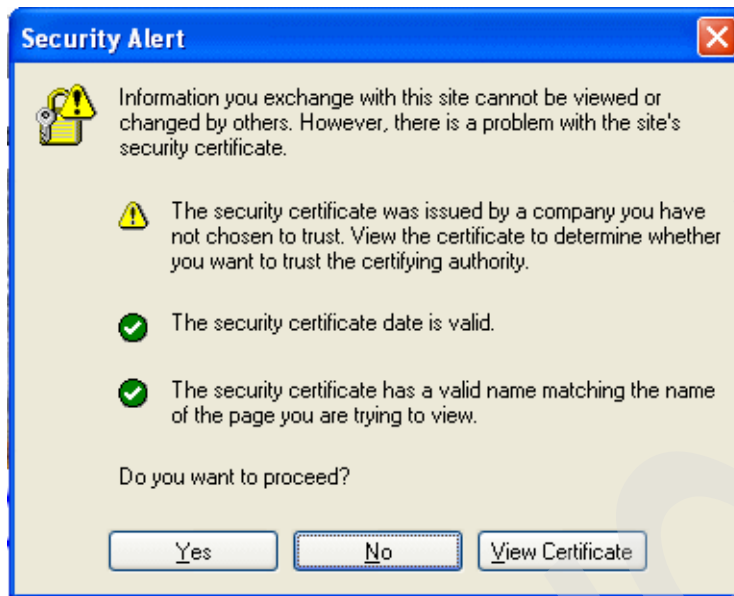 Security Alert
Information you exchange with this site cannot be viewed or
changed by others. However, there is a problem with the site's
security certificate.
The security certificate was issued by a company you have
not chosen to trust. View the certificate to determine whether
you want to trust the certifying authority.
The security certificate date is valid.
The security certificate has a valid name matching the name
of the page you are trying to view.
Do you want to proceed?
Yes No View Certificate